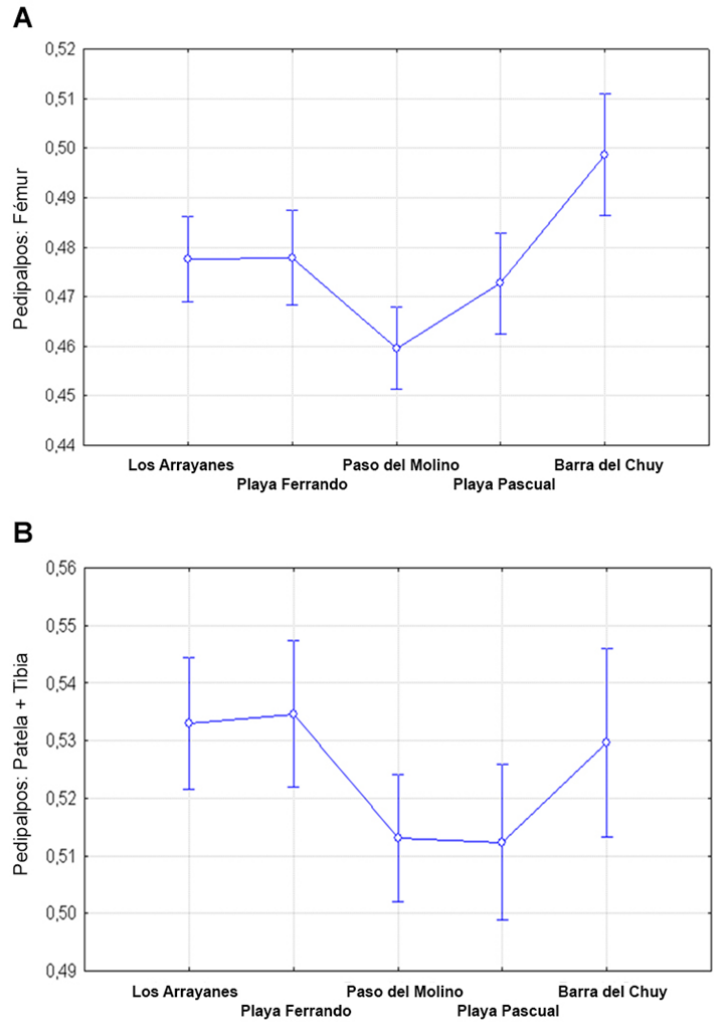 A
Pedipalpos: Fémur
0,52
0,51
0,50
0,49
0,48
0,47
0,46
0,45
0,44
Los Arrayanes Paso del Molino Barra del Chuy
Playa Ferrando Playa Pascual
B
Pedipalpos: Patela + Tibia
0,56
0,55
0,54
0,53
0,52
0,51
0,50
0,49
Los Arrayanes Paso del Molino Barra del Chuy
Playa Ferrando Playa Pascual